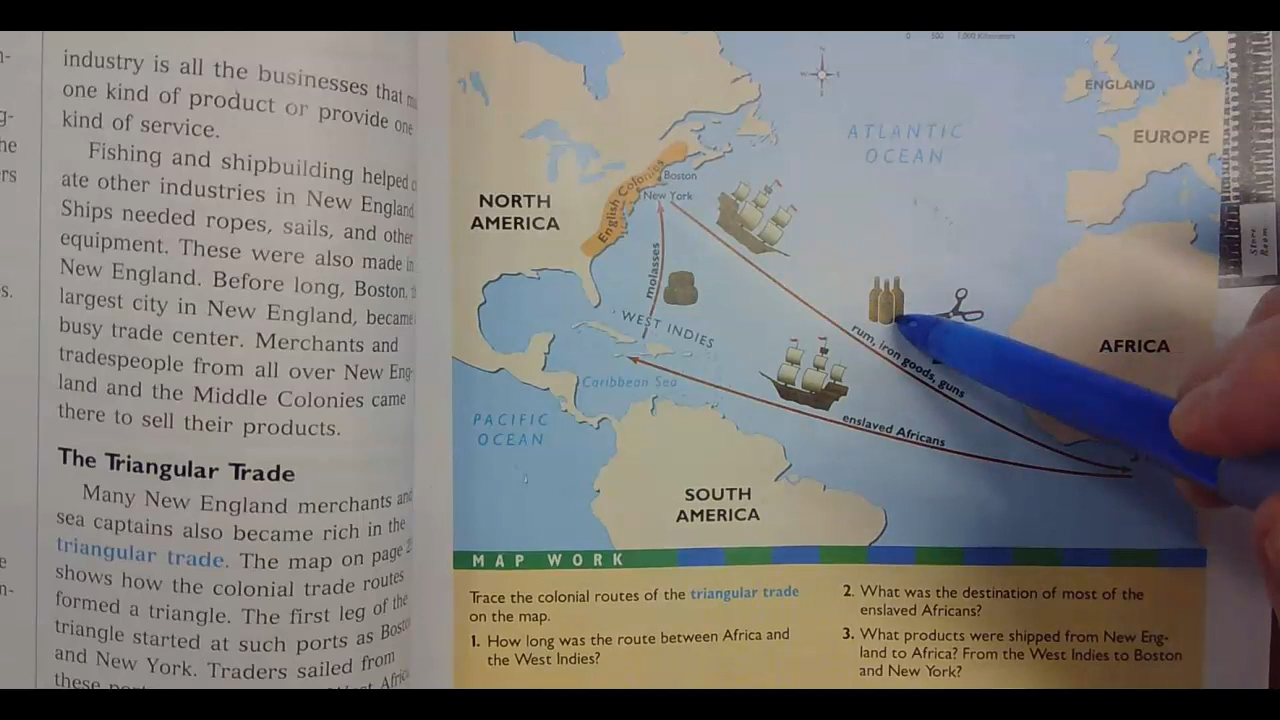 industry is all the businesses that
one kind of product or provide one
kind of service.
Fishing and shipbuilding helped
ate other industries in New England
Ships needed ropes, sails, and other
equipment. These were also made in
New England. Before long, Boston,
largest city in New England, became
busy trade center. Merchants and
tradespeople from all over New Eng-
land and the Middle Colonies came
there to sell their products.
The Triangular Trade
Many New England merchants and
sea captains also became rich in the
triangular trade. The map on page
shows how the colonial trade routes
formed a triangle. The first leg of the
triangle started at such ports as Bosto
and New York. Traders sailed from
these
0 500 1,000 Kilometers
ENGLAND
EUROPE
ATLANTIC
OCEAN
NORTH
AMERICA
English Colonies
Boston
New York
molasses
WEST INDIES
Caribbean Sea
rum, iron goods, guns
AFRICA
enslaved Africans
PACIFIC
OCEAN
SOUTH
AMERICA
MAP WORK
Trace the colonial routes of the triangular trade
on the map.
1. How long was the route between Africa and
the West Indies?
2. What was the destination of most of the
enslaved Africans?
3. What products were shipped from New Eng-
land to Africa? From the West Indies to Boston
and New York?
Store
Room